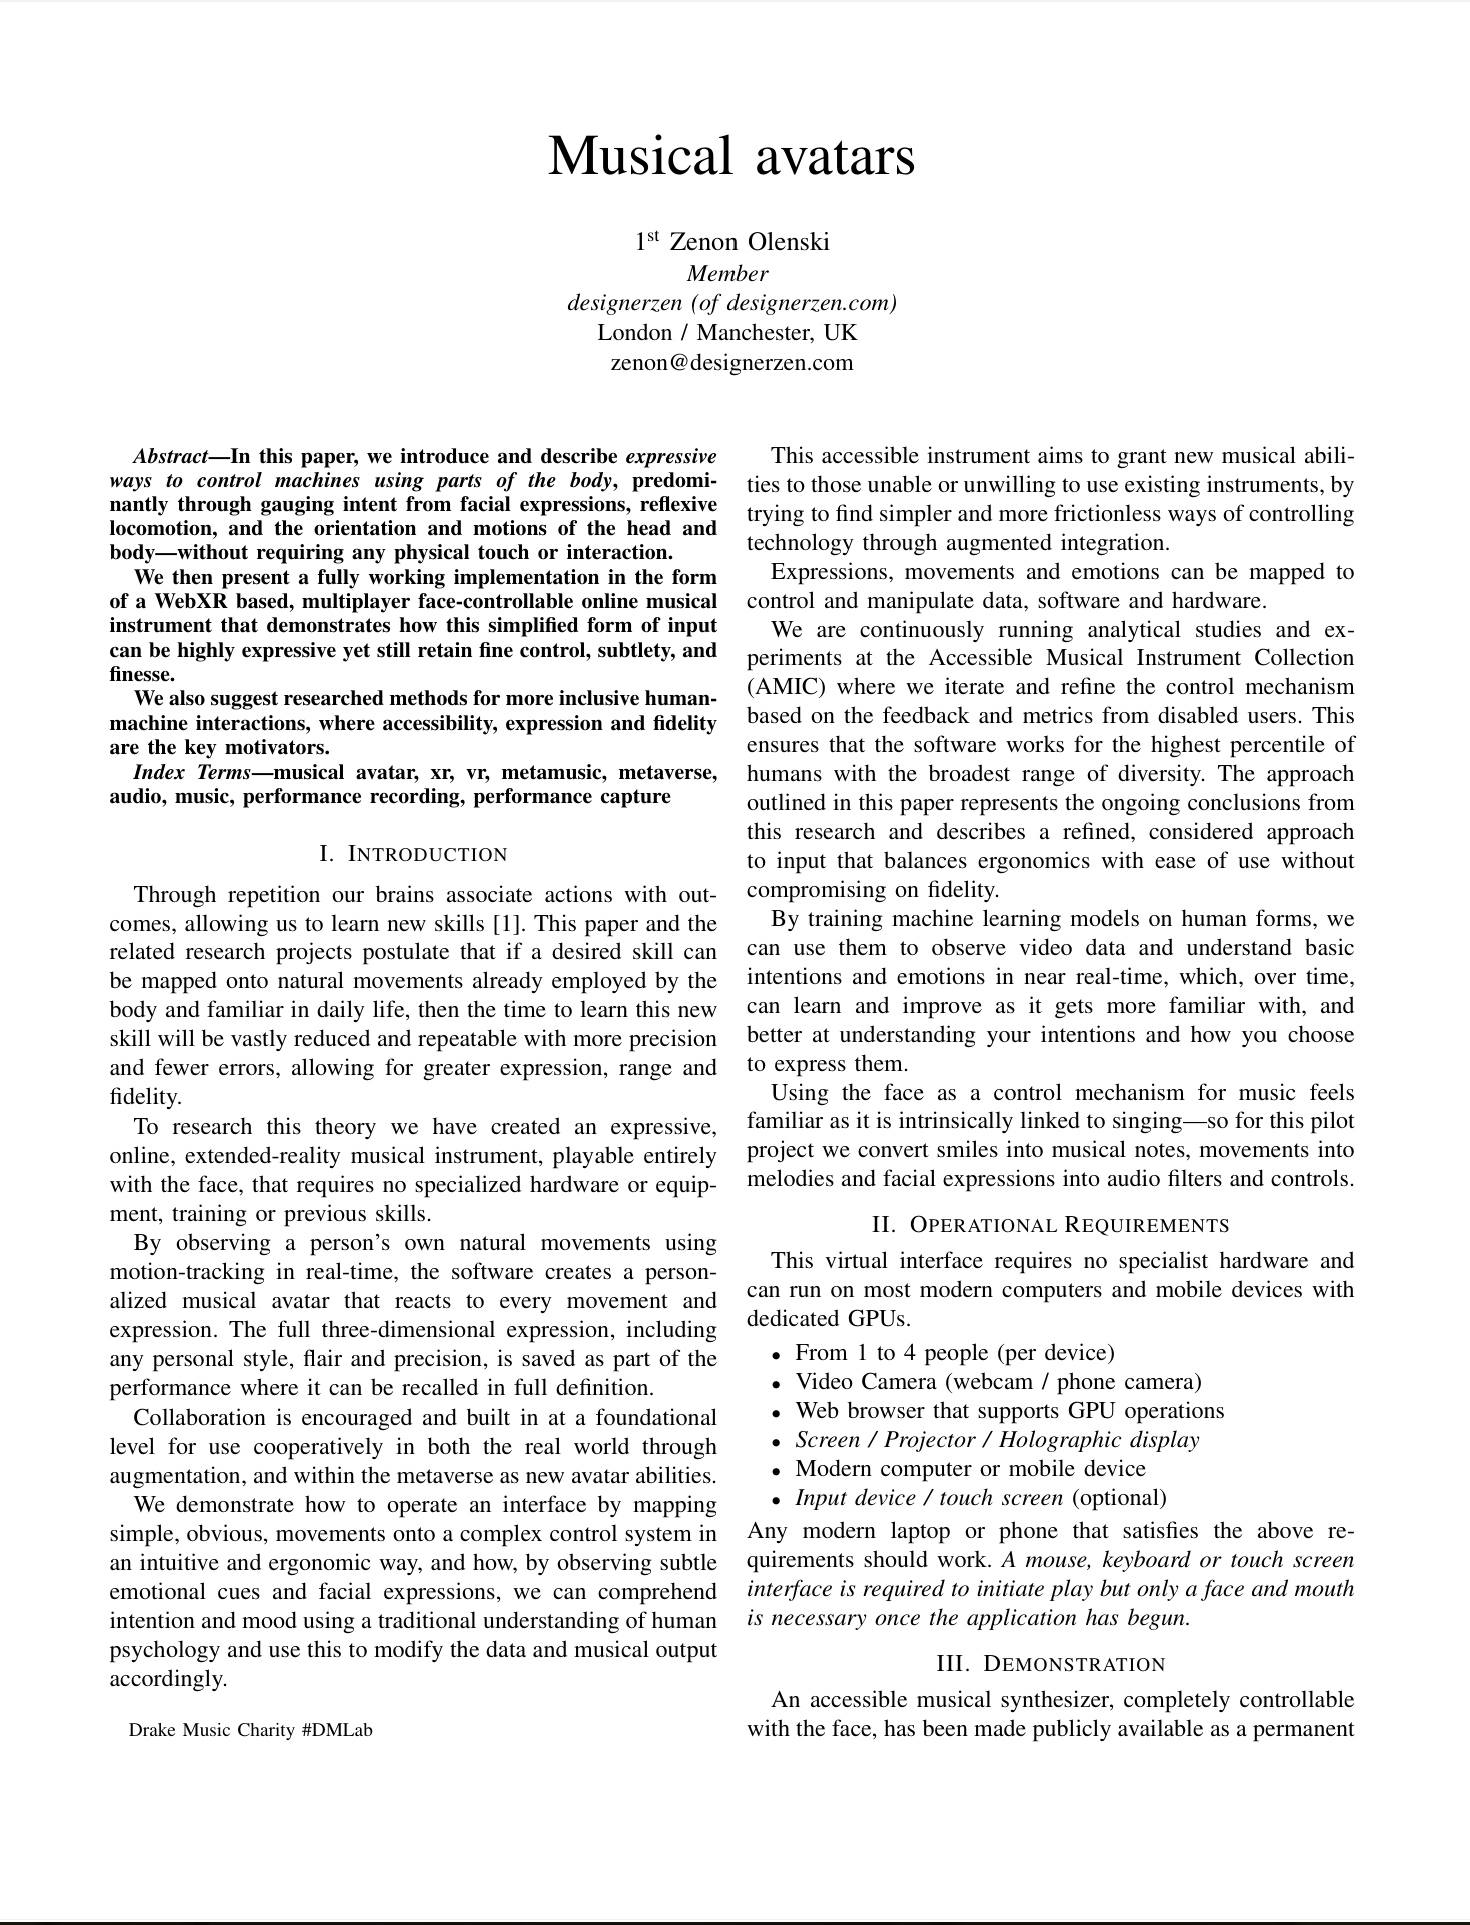 Musical avatars
1st Zenon Olenski
Member
designerzen (of designerzen.com)
London / Manchester, UK
zenon@designerzen.com
Abstract—In this paper, we introduce and describe expressive
ways to control machines using parts of the body, predomi-
nantly through gauging intent from facial expressions, reflexive
locomotion, and the orientation and motions of the head and
body—without requiring any physical touch or interaction.
We then present a fully working implementation in the form
of a WebXR based, multiplayer face-controllable online musical
instrument that demonstrates how this simplified form of input
can be highly expressive yet still retain fine control, subtlety, and
finesse.
We also suggest researched methods for more inclusive human-
machine interactions, where accessibility, expression and fidelity
are the key motivators.
Index Terms—musical avatar, xr, vr, metamusic, metaverse,
audio, music, performance recording, performance capture
I. INTRODUCTION
Through repetition our brains associate actions with out-
comes, allowing us to learn new skills [1]. This paper and the
related research projects postulate that if a desired skill can
be mapped onto natural movements already employed by the
body and familiar in daily life, then the time to learn this new
skill will be vastly reduced and repeatable with more precision
and fewer errors, allowing for greater expression, range and
fidelity.
To research this theory we have created an expressive,
online, extended-reality musical instrument, playable entirely
with the face, that requires no specialized hardware or equip-
ment, training or previous skills.
By observing a person's own natural movements using
motion-tracking in real-time, the software creates a person-
alized musical avatar that reacts to every movement and
expression. The full three-dimensional expression, including
any personal style, flair and precision, is saved as part of the
performance where it can be recalled in full definition.
Collaboration is encouraged and built in at a foundational
level for use cooperatively in both the real world through
augmentation, and within the metaverse as new avatar abilities.
We demonstrate how to operate an interface by mapping
simple, obvious, movements onto a complex control system in
an intuitive and ergonomic way, and how, by observing subtle
emotional cues and facial expressions, we can comprehend
intention and mood using a traditional understanding of human
psychology and use this to modify the data and musical output
accordingly.
Drake Music Charity #DMLab
This accessible instrument aims to grant new musical abili-
ties to those unable or unwilling to use existing instruments, by
trying to find simpler and more frictionless ways of controlling
technology through augmented integration.
Expressions, movements and emotions can be mapped to
control and manipulate data, software and hardware.
We are continuously running analytical studies and ex-
periments at the Accessible Musical Instrument Collection
(AMIC) where we iterate and refine the control mechanism
based on the feedback and metrics from disabled users. This
ensures that the software works for the highest percentile of
humans with the broadest range of diversity. The approach
outlined in this paper represents the ongoing conclusions from
this research and describes a refined, considered approach
to input that balances ergonomics with ease of use without
compromising on fidelity.
By training machine learning models on human forms, we
can use them to observe video data and understand basic
intentions and emotions in near real-time, which, over time,
can learn and improve as it gets more familiar with, and
better at understanding your intentions and how you choose
to express them.
Using the face as a control mechanism for music feels
familiar as it is intrinsically linked to singing—so for this pilot
project we convert smiles into musical notes, movements into
melodies and facial expressions into audio filters and controls.
II. OPERATIONAL REQUIREMENTS
This virtual interface requires no specialist hardware and
can run on most modern computers and mobile devices with
dedicated GPUs.
• From 1 to 4 people (per device)
• Video Camera (webcam / phone camera)
• Web browser that supports GPU operations
• Screen / Projector / Holographic display
• Modern computer or mobile device
• Input device / touch screen (optional)
Any modern laptop or phone that satisfies the above re-
quirements should work. A mouse, keyboard or touch screen
interface is required to initiate play but only a face and mouth
is necessary once the application has begun.
III. DEMONSTRATION
An accessible musical synthesizer, completely controllable
with the face, has been made publicly available as a permanent